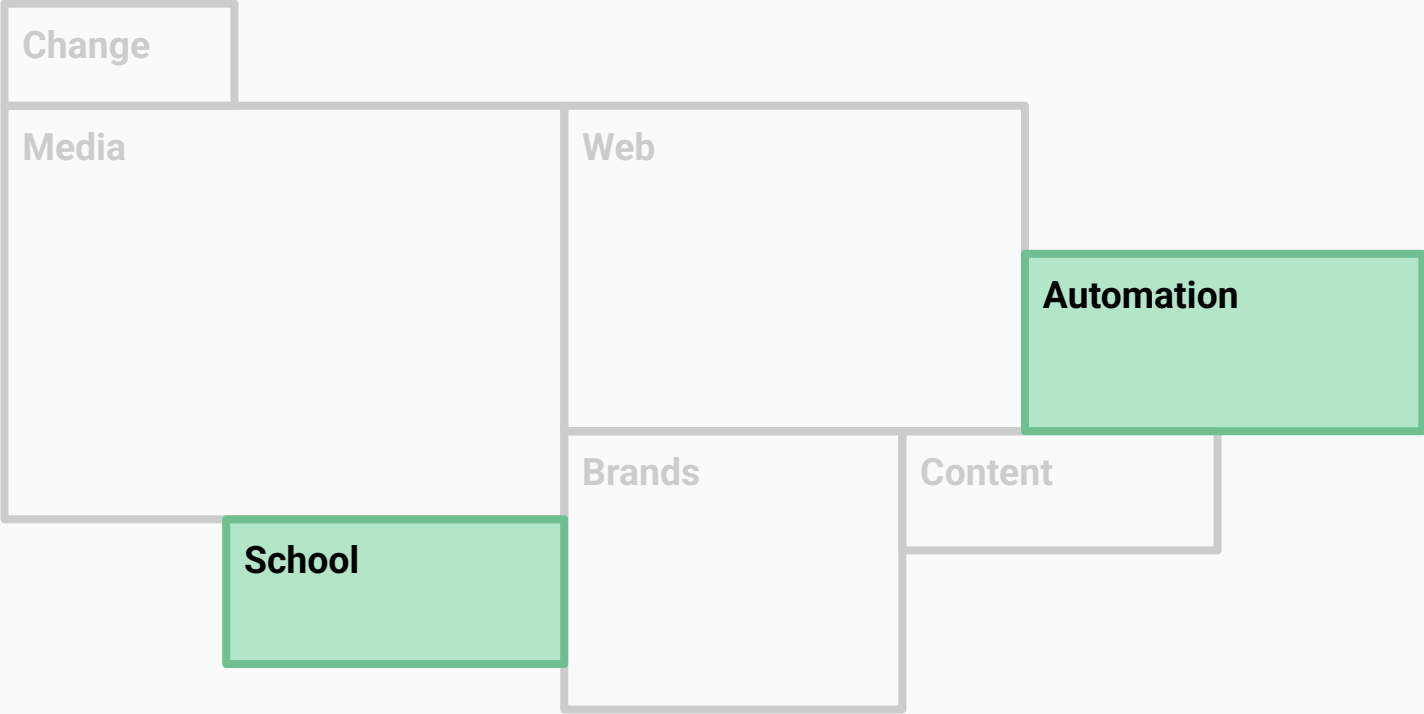 Change
Media
Web
Automation
Brands
Content
School